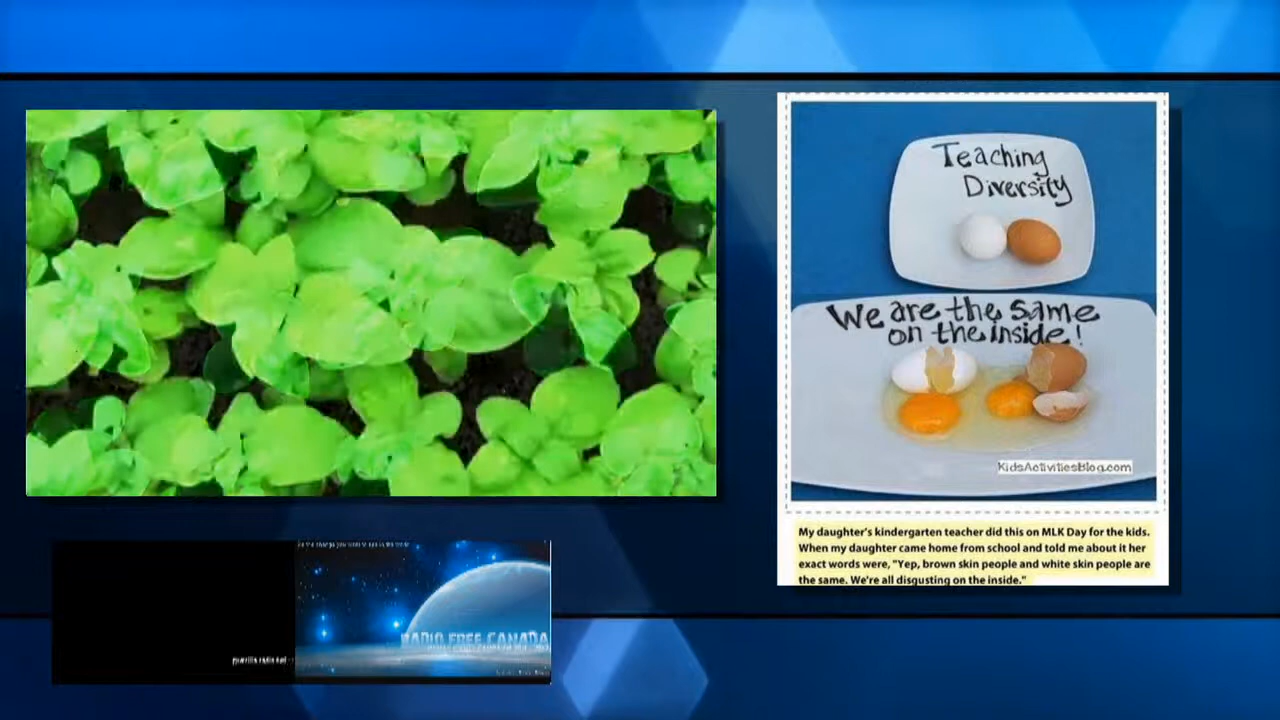 Teaching
Diversity
We are the same
on the inside!
KidsActivitiesBlog.com
My daughter's kindergarten teacher did this on MLK Day for the kids.
When my daughter came home from school and told me about it her
exact words were, "Yep, brown skin people and white skin people are
the same. We're all disgusting on the inside."
RADIO FREE CANADA